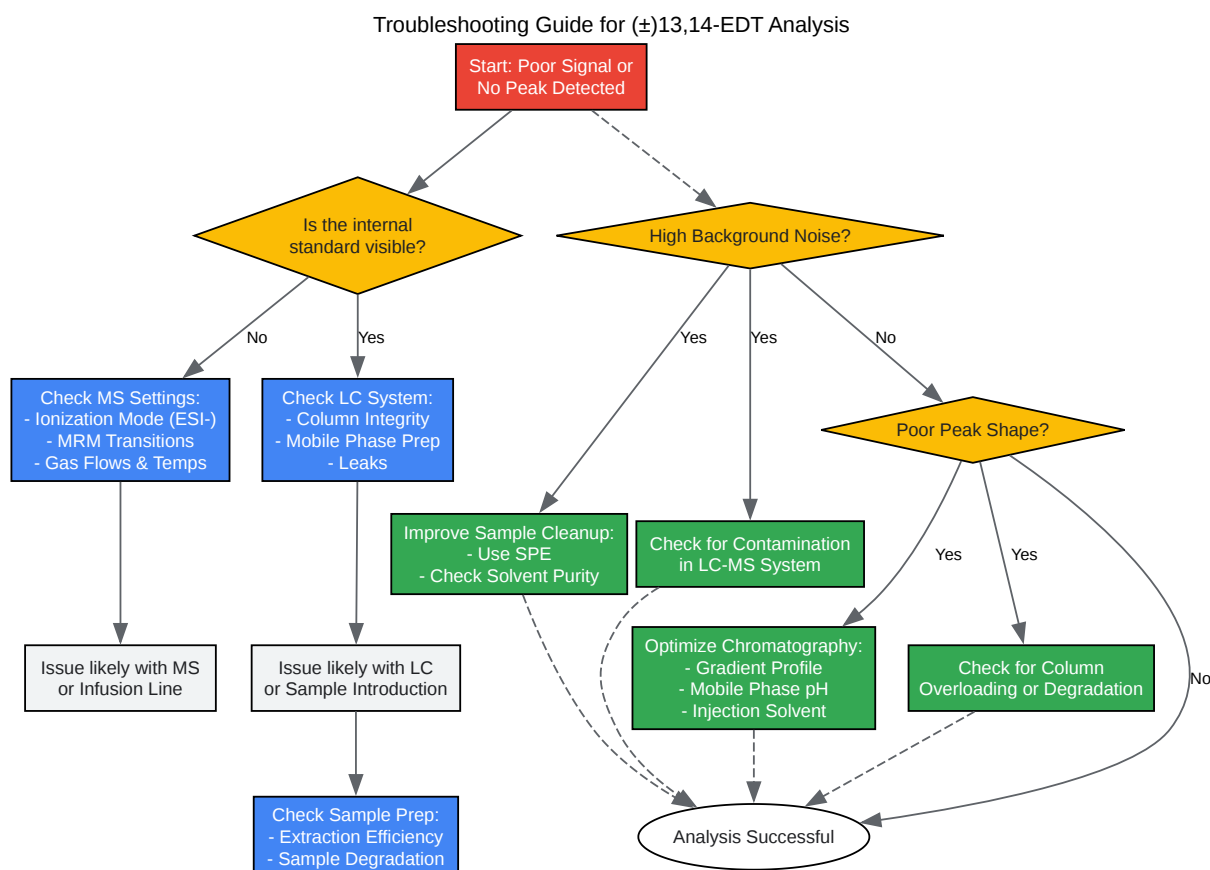 Troubleshooting Guide for (±)13,14-EDT Analysis
Start: Poor Signal or
No Peak Detected
Is the internal
standard visible?
High Background Noise?
No
Yes
Yes
Yes
No
Check MS Settings:
- Ionization Mode (ESI-)
- MRM Transitions
- Gas Flows & Temps
Check LC System:
- Column Integrity
- Mobile Phase Prep
- Leaks
Poor Peak Shape?
Improve Sample Cleanup:
- Use SPE
- Check Solvent Purity
Check for Contamination
in LC-MS System
Yes
Yes
No
Issue likely with MS
or Infusion Line
Issue likely with LC
or Sample Introduction
Optimize Chromatography:
- Gradient Profile
- Mobile Phase pH
- Injection Solvent
Check for Column
Overloading or Degradation
Check Sample Prep:
- Extraction Efficiency
- Sample Degradation
Analysis Successful